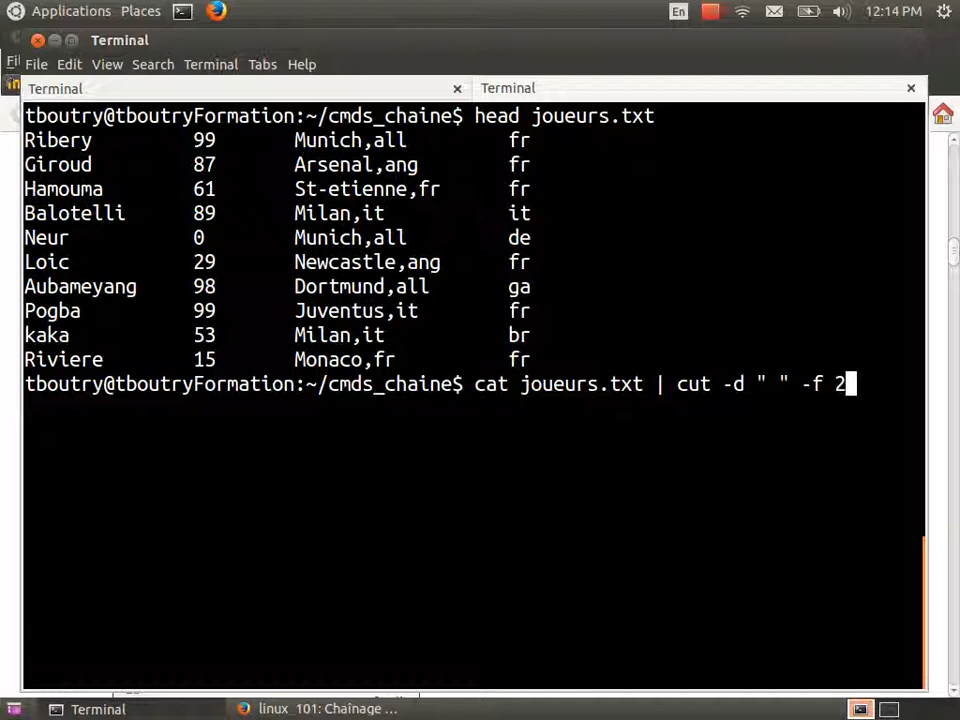 Applications Places En 12:14 PM
Terminal
File Edit View Search Terminal Tabs Help
Terminal Terminal
tboutry@tboutryFormation:~/cmds_chaine$ head joueurs.txt
Ribery 99 Munich,all fr
Giroud 87 Arsenal,ang fr
Hamouma 61 St-etienne,fr fr
Balotelli 89 Milan,it it
Neur 0 Munich,all de
Loic 29 Newcastle,ang fr
Aubameyang 98 Dortmund,all ga
Pogba 99 Juventus,it fr
kaka 53 Milan,it br
Riviere 15 Monaco,fr fr
tboutry@tboutryFormation:~/cmds_chaine$ cat joueurs.txt | cut -d " " -f 2
Terminal linux_101: Chaînage ...